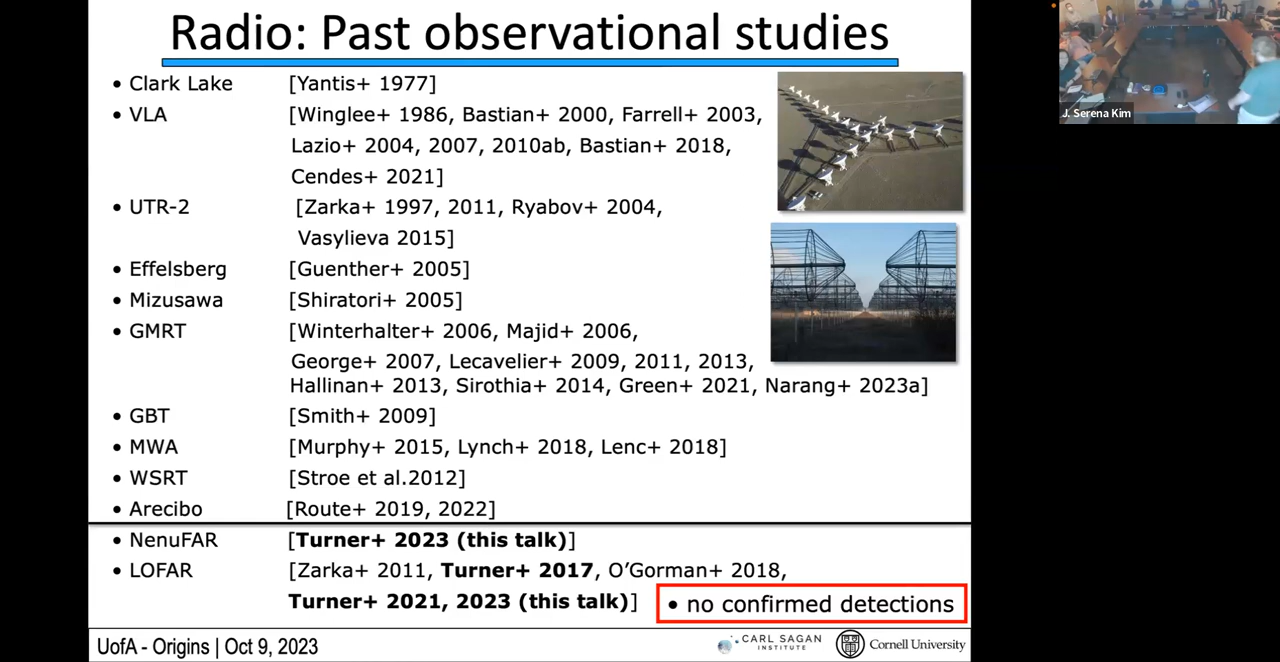 Radio: Past observational studies
• Clark Lake [Yantis+ 1977]
• VLA [Winglee+ 1986, Bastian+ 2000, Farrell+ 2003,
Lazio+ 2004, 2007, 2010ab, Bastian+ 2018,
Cendes+ 2021]
• UTR-2 [Zarka+ 1997, 2011, Ryabov+ 2004,
Vasylieva 2015]
• Effelsberg [Guenther+ 2005]
• Mizusawa [Shiratori+ 2005]
• GMRT [Winterhalter+ 2006, Majid+ 2006,
George+ 2007, Lecavelier+ 2009, 2011, 2013,
Hallinan+ 2013, Sirothia+ 2014, Green+ 2021, Narang+ 2023a]
• GBT [Smith+ 2009]
• MWA [Murphy+ 2015, Lynch+ 2018, Lenc+ 2018]
• WSRT [Stroe et al.2012]
• Arecibo [Route+ 2019, 2022]
• NenuFAR [Turner+ 2023 (this talk)]
• LOFAR [Zarka+ 2011, Turner+ 2017, O’Gorman+ 2018,
Turner+ 2021, 2023 (this talk)]
• no confirmed detections
UofA - Origins | Oct 9, 2023
CARL SAGAN
INSTITUTE
Cornell University
J. Serena Kim